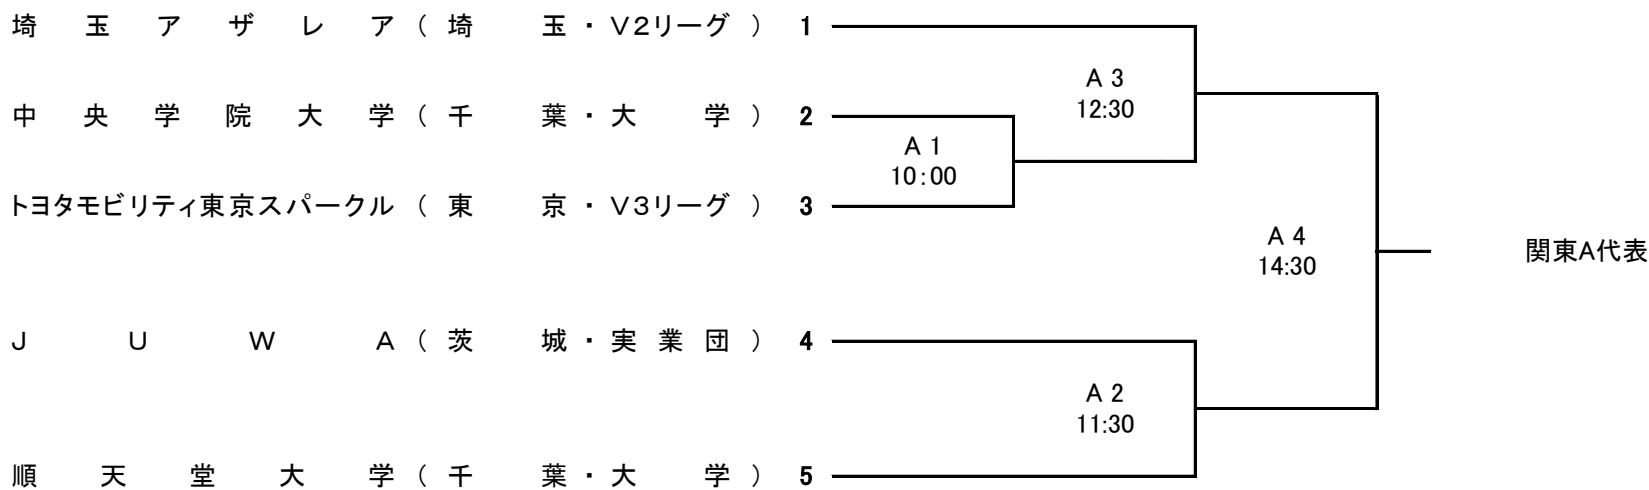 埼玉アザレア(埼玉・V2リーグ) 1
A 3
12:30
中央学院大学(千葉・大学) 2
A 1
10:00
トヨタモビリティ東京スパークル(東京・V3リーグ) 3
A 4
14:30
関東A代表
JUWA(茨城・実業団) 4
A 2
11:30
順天堂大学(千葉・大学) 5